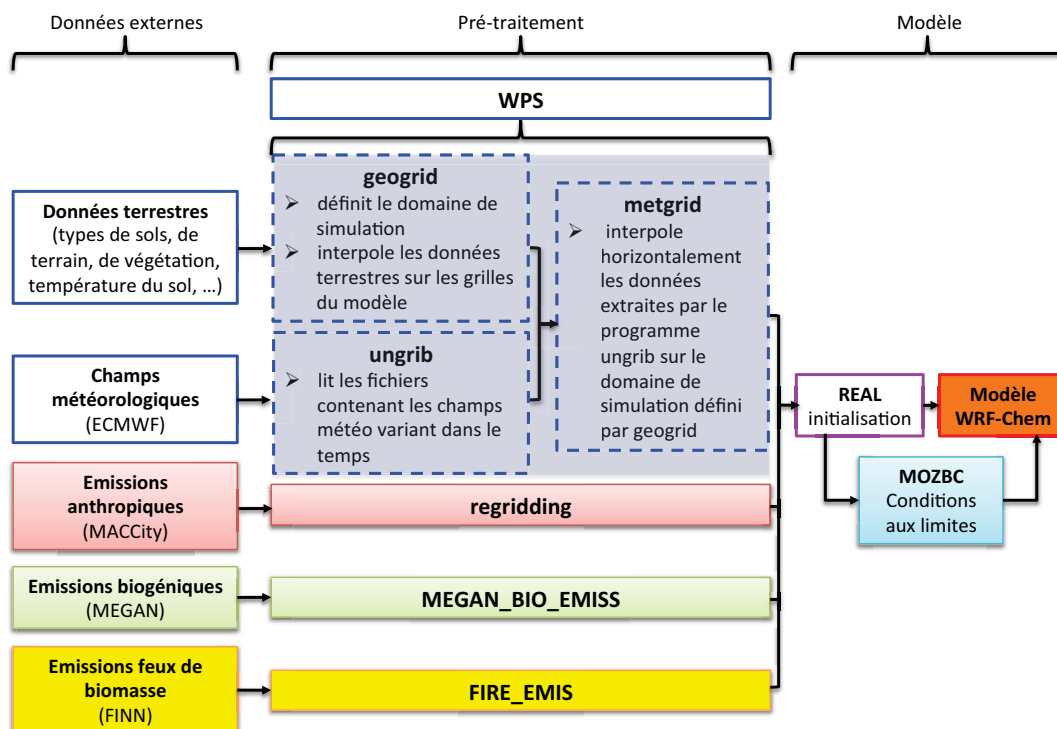 Données externes
Pré-traitement
Modèle
WPS
Données terrestres
(types de sols, de
terrain, de végétation,
température du sol, ...)
geogrid
➢ définit le domaine de
simulation
➢ interpole les données
terrestres sur les grilles
du modèle
metgrid
➢ interpole
horizontalement
les données
extraites par le
programme
ungrib sur le
domaine de
simulation défini
par geogrid
Champs
météorologiques
(ECMWF)
ungrib
➢ lit les fichiers
contenant les champs
météo variant dans le
temps
REAL
initialisation
Modèle
WRF-Chem
MOZBC
Conditions
aux limites
Emissions
anthropiques
(MACCity)
regridding
Emissions biogéniques
(MEGAN)
MEGAN_BIO_EMISS
Emissions feux de
biomasse
(FINN)
FIRE_EMIS